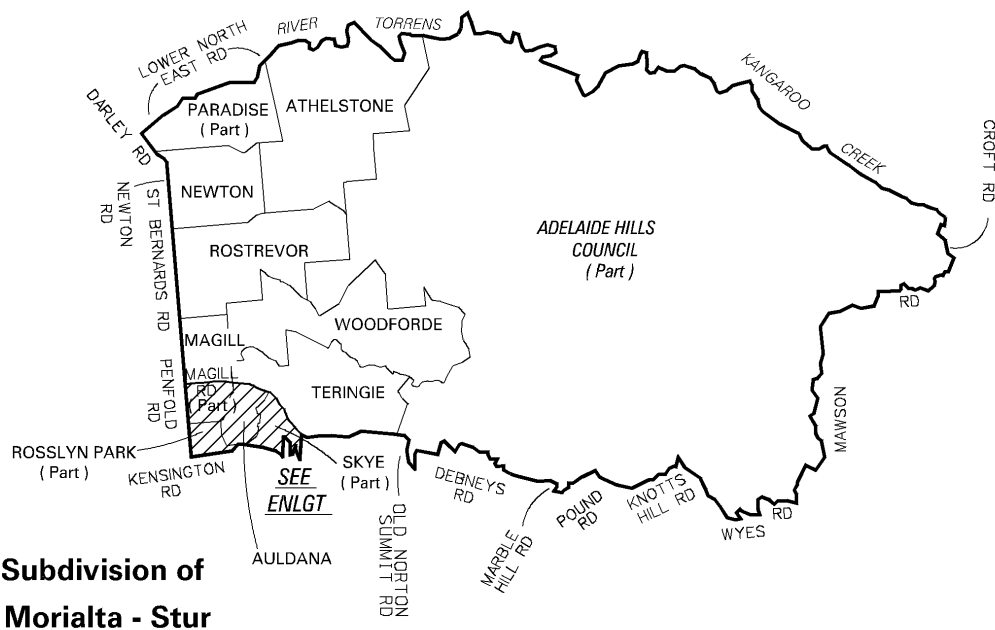 RIVER
TORRENS
LOWER NORTH
EAST RD
KANGAROO
CREEK
CROFT RD
DARLEY RD
PARADISE
( Part )
ATHELSTONE
NEWTON
NEWTON
RD
ST BERNARDS RD
ROSTREVOR
ADELAIDE HILLS
COUNCIL
( Part )
RD
MAWSON
WOODFORDE
MAGILL
MAGILL
RD
( Part )
PENFOLD
RD
TERINGIE
ROSSLYN PARK
( Part )
KENSINGTON
RD
SEE
ENLGT
SKYE
( Part )
AULDANA
OLD NORTON
SUMMIT RD
DEBNEYS
RD
MARBLE
HILL RD
POUND
RD
KNOTTS
HILL RD
WYES
RD
Subdivision of
Morialta - Stur